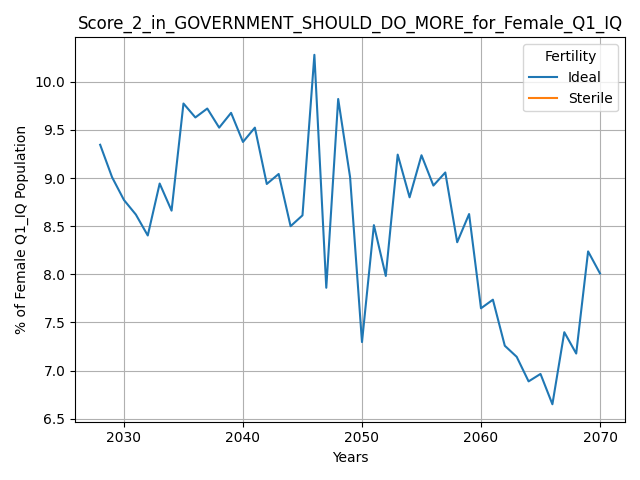 Score_2_in_GOVERNMENT_SHOULD_DO_MORE_for_Female_Q1_IQ
Fertility
Ideal
Sterile
% of Female Q1_IQ Population
10.0
9.5
9.0
8.5
8.0
7.5
7.0
6.5
2030 2040 2050 2060 2070
Years